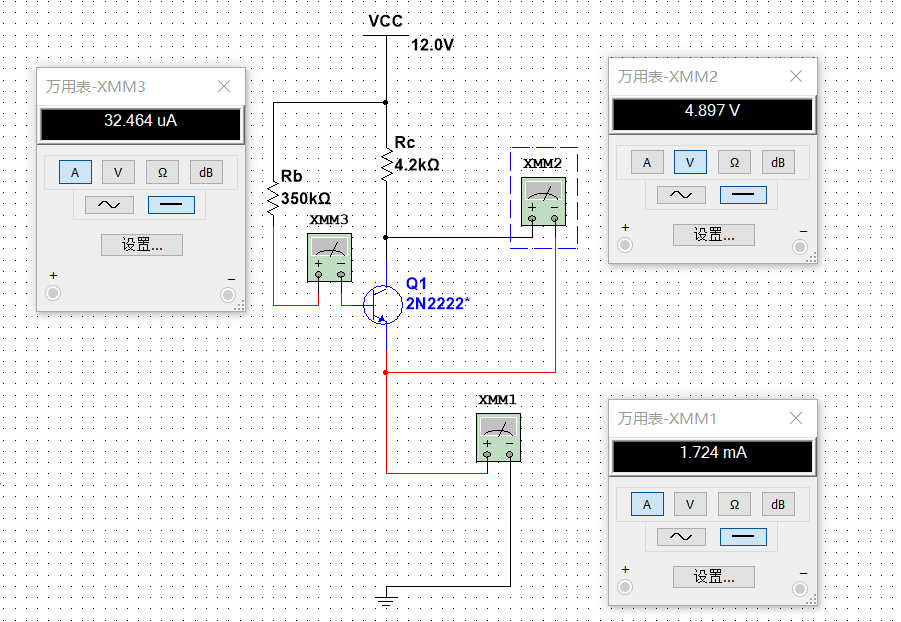 VCC
12.0V
万用表-XMM3
32.464 uA
A V Ω dB
设置...
+ −
Rc
4.2kΩ
Rb
350kΩ
XMM3
+ −
XMM2
+ −
Q1
2N2222*
XMM1
+ −
万用表-XMM2
4.897 V
A V Ω dB
设置...
+ −
万用表-XMM1
1.724 mA
A V Ω dB
设置...
+ −